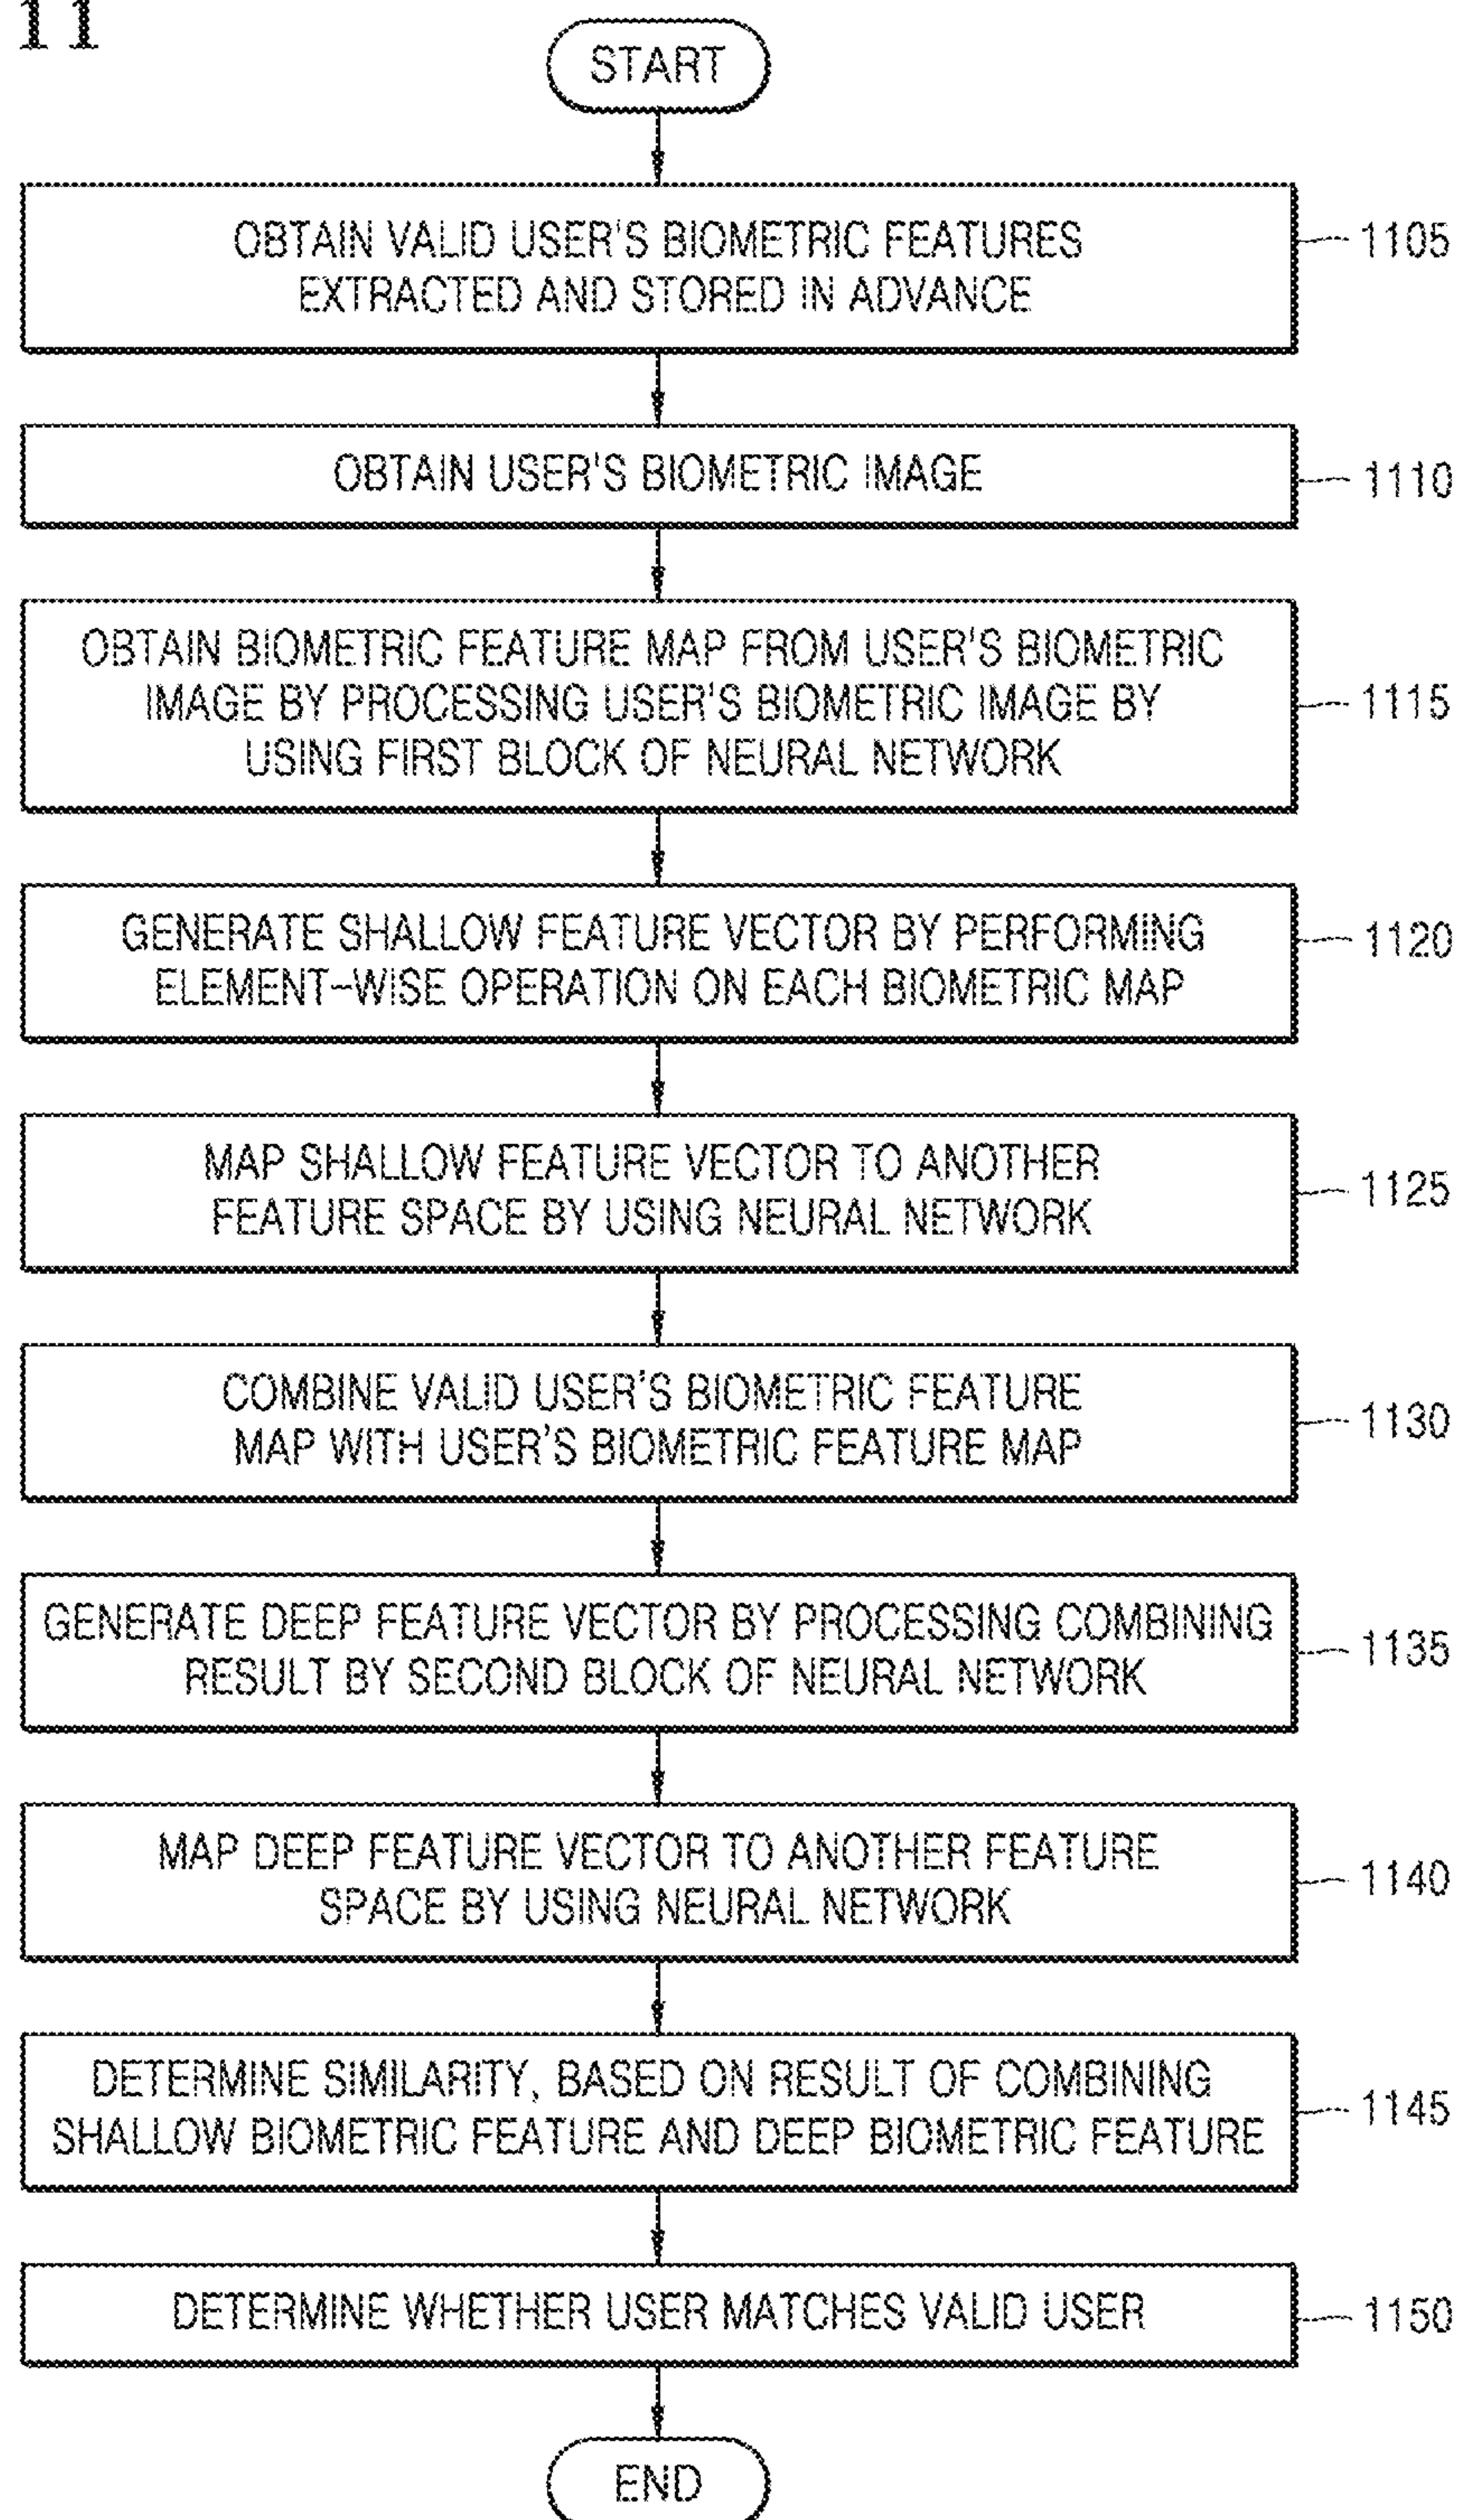 11
START
OBTAIN VALID USER'S BIOMETRIC FEATURES
EXTRACTED AND STORED IN ADVANCE
1105
OBTAIN USER'S BIOMETRIC IMAGE
1110
OBTAIN BIOMETRIC FEATURE MAP FROM USER'S BIOMETRIC
IMAGE BY PROCESSING USER'S BIOMETRIC IMAGE BY
USING FIRST BLOCK OF NEURAL NETWORK
1115
GENERATE SHALLOW FEATURE VECTOR BY PERFORMING
ELEMENT-WISE OPERATION ON EACH BIOMETRIC MAP
1120
MAP SHALLOW FEATURE VECTOR TO ANOTHER
FEATURE SPACE BY USING NEURAL NETWORK
1125
COMBINE VALID USER'S BIOMETRIC FEATURE
MAP WITH USER'S BIOMETRIC FEATURE MAP
1130
GENERATE DEEP FEATURE VECTOR BY PROCESSING COMBINING
RESULT BY SECOND BLOCK OF NEURAL NETWORK
1135
MAP DEEP FEATURE VECTOR TO ANOTHER FEATURE
SPACE BY USING NEURAL NETWORK
1140
DETERMINE SIMILARITY, BASED ON RESULT OF COMBINING
SHALLOW BIOMETRIC FEATURE AND DEEP BIOMETRIC FEATURE
1145
DETERMINE WHETHER USER MATCHES VALID USER
1150
END